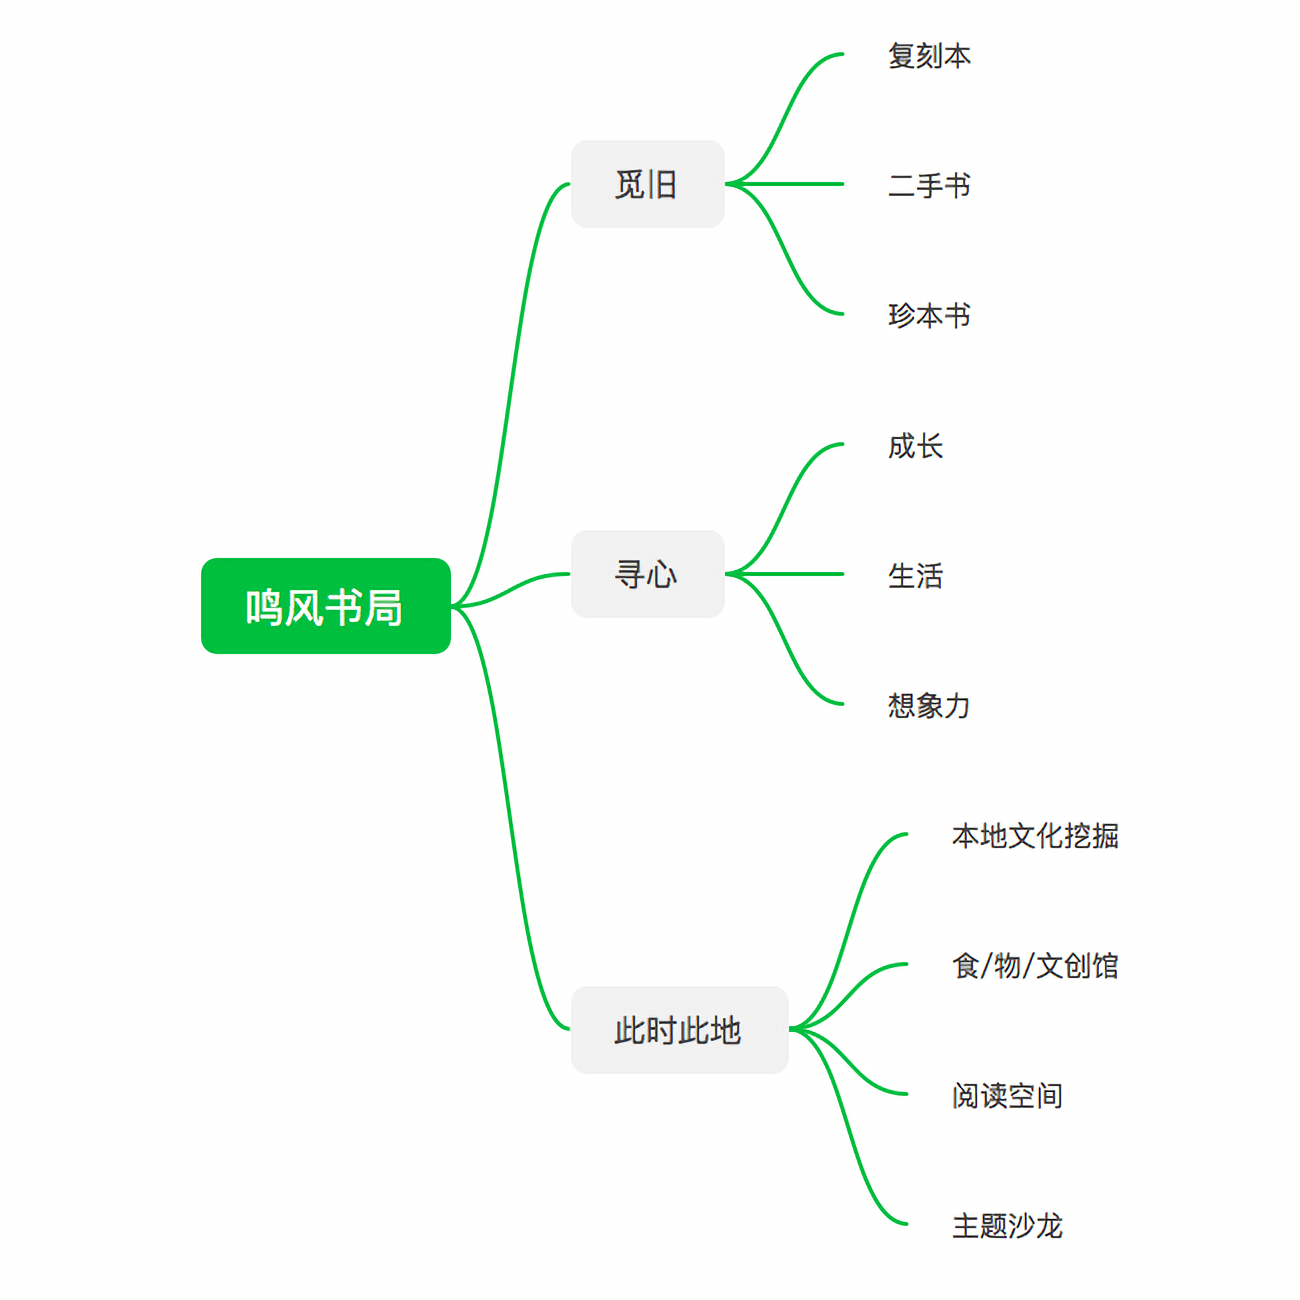 鸣风书局
觅旧
复刻本
二手书
珍本书
寻心
成长
生活
想象力
此时此地
本地文化挖掘
食/物/文创馆
阅读空间
主题沙龙